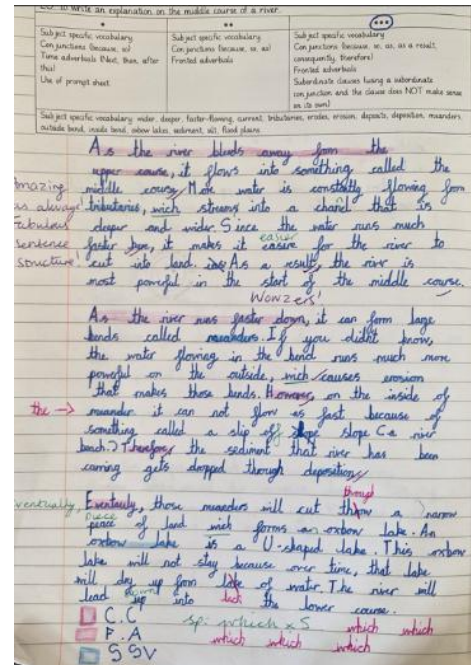 LO: To write an explanation on the middle course of a river.
* ** ***
Subject specific vocabulary
Conjunctions (because, so)
Time adverbials (Next, then, after this)
Use of prompt sheet
Subject specific vocabulary
Conjunctions (because, so, as)
Fronted adverbials
Subject specific vocabulary
Conjunctions (because, so, as, as a result, consequently, therefore)
Fronted adverbials
Subordinate clauses (using a subordinate conjunction and the clause does NOT make sense on its own)
Subject specific vocabulary: wider, deeper, faster-flowing, current, tributaries, erodes, erosion, deposits, deposition, meanders
outside bend, inside bend, oxbow lakes, sediment, silt, flood plains
As the river bleeds away from the
upper course, it flows into something called the
middle course. More water is constatly flowing from
tributaries, wich streams into a chanel that is
deeper and wider. Since the water runs much
faster here, it makes it easier for the river to
cut into land. As a result, the river is
most powerful in the start of the middle course.
Amazing
as always
Fabulous
sentence
structure!
easier
Wowzers!
As the river runs faster down, it can form large
bends called meanders. If you didn't know,
the water flowing in the bend runs much more
powerful on the outside, wich causes erosion
that makes those bends. However, on the inside of
the → meander it can not flow as fast because of
something called a slip off slope (a river
beach.) Therefore, the sediment that river has been
carring gets dropped though deposition
through
Eventually, Eventauly, those meanders will cut a narrow
piece
peace of land wich forms an oxbow lake. An
oxbow lake is a U-shaped lake. This oxbow
lake will not stay because over time, that lake
will dry up from of water. The river will
lead into lack the lower course.
C.C
F.A
SSV
sp: which x5 which which
which which which